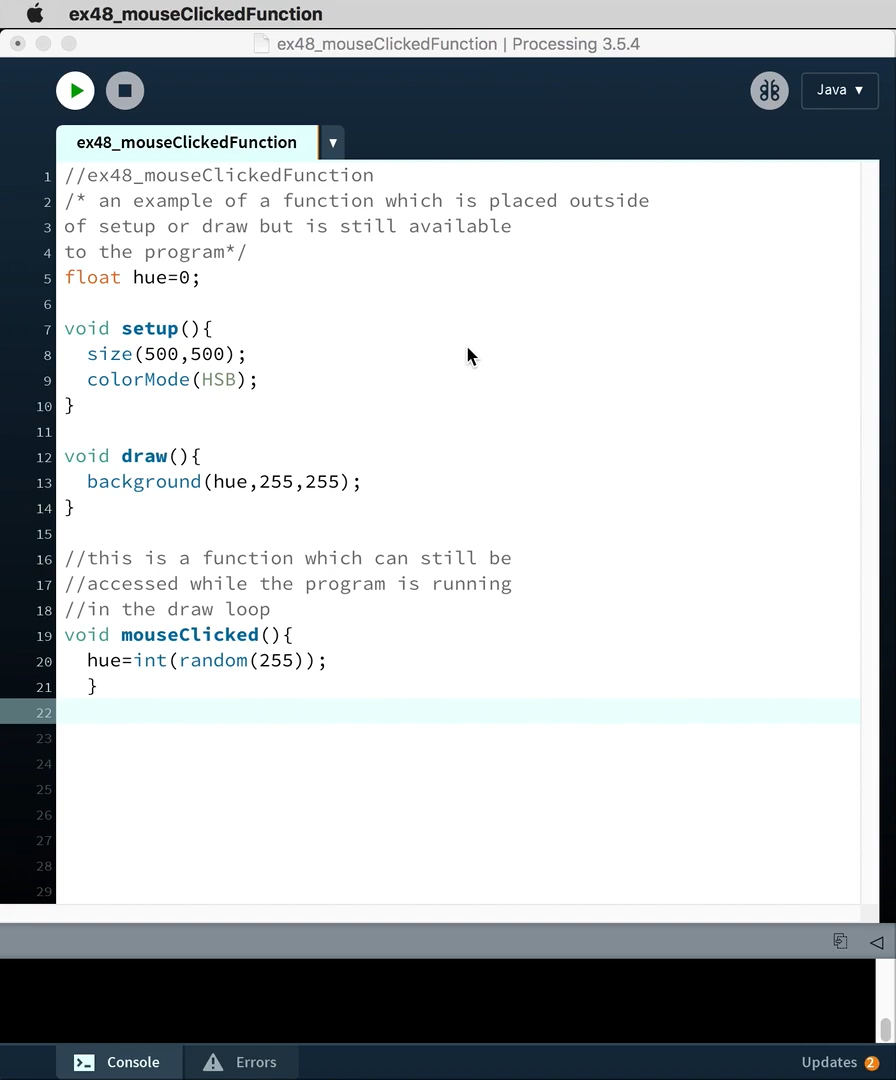 ex48_mouseClickedFunction
ex48_mouseClickedFunction | Processing 3.5.4
Java ▼
ex48_mouseClickedFunction ▼
1 //ex48_mouseClickedFunction
2 /* an example of a function which is placed outside
3 of setup or draw but is still available
4 to the program*/
5 float hue=0;
6
7 void setup(){
8   size(500,500);
9   colorMode(HSB);
10 }
11
12 void draw(){
13   background(hue,255,255);
14 }
15
16 //this is a function which can still be
17 //accessed while the program is running
18 //in the draw loop
19 void mouseClicked(){
20   hue=int(random(255));
21   }
22
23
24
25
26
27
28
29
Console Errors Updates 2